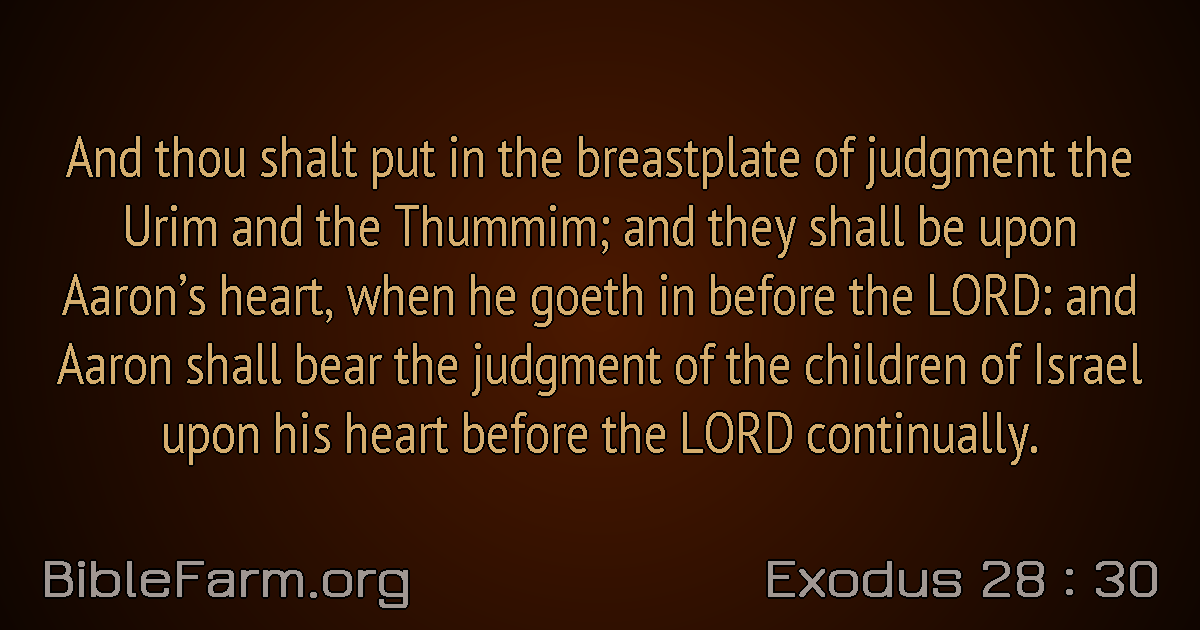 And thou shalt put in the breastplate of judgment the
Urim and the Thummim; and they shall be upon
Aaron’s heart, when he goeth in before the LORD: and
Aaron shall bear the judgment of the children of Israel
upon his heart before the LORD continually.
BibleFarm.org
Exodus 28 : 30